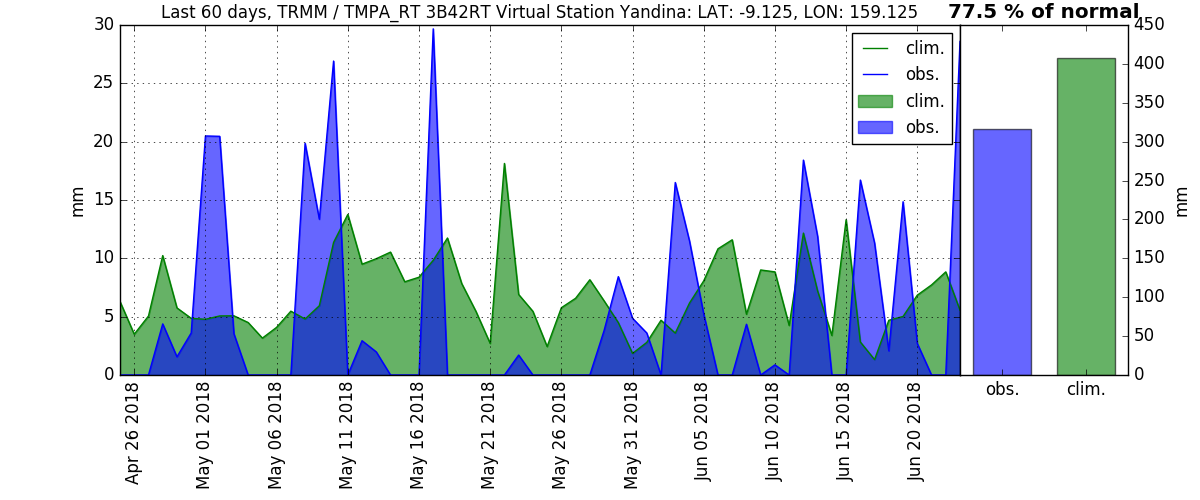 Last 60 days, TRMM / TMPA_RT 3B42RT Virtual Station Yandina: LAT: -9.125, LON: 159.125
77.5 % of normal
30
25
20
15
10
5
0
mm
clim.
obs.
clim.
obs.
450
400
350
300
250
200
150
100
50
0
mm
obs.
clim.
Apr 26 2018
May 01 2018
May 06 2018
May 11 2018
May 16 2018
May 21 2018
May 26 2018
May 31 2018
Jun 05 2018
Jun 10 2018
Jun 15 2018
Jun 20 2018